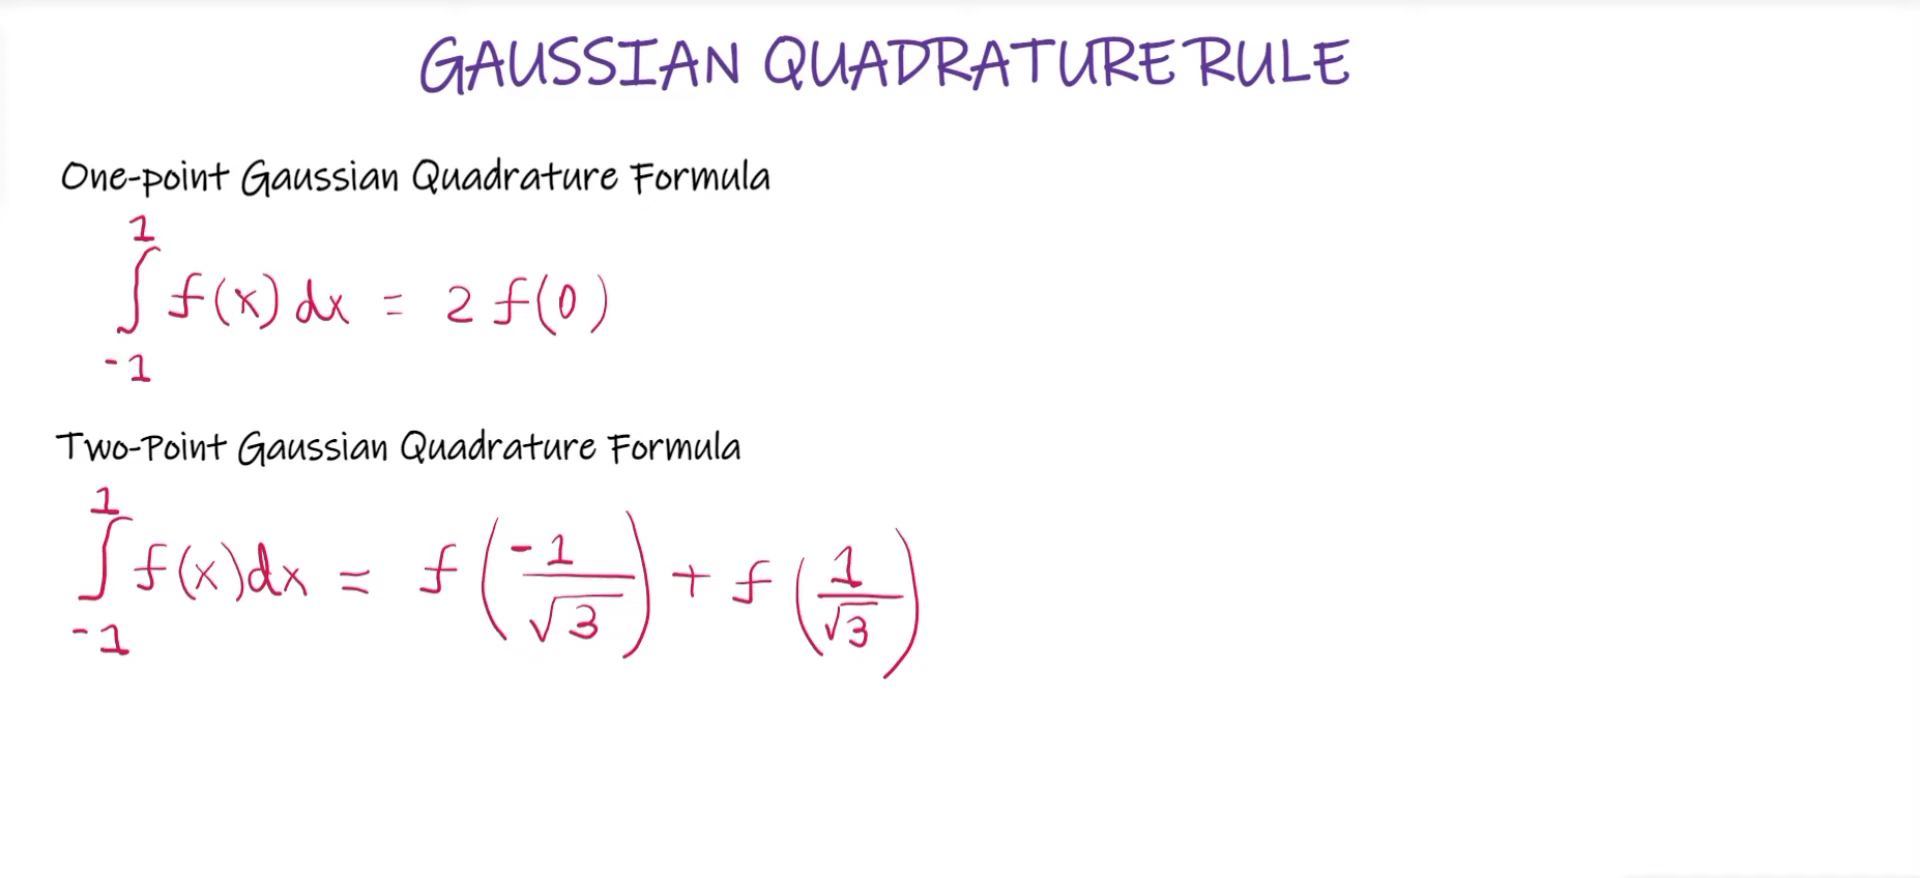 GAUSSIAN QUADRATURE RULE
One-point Gaussian Quadrature Formula
∫_{-1}^{1} f(x) dx = 2 f(0)
Two-Point Gaussian Quadrature Formula
∫_{-1}^{1} f(x) dx = f(-1/√3) + f(1/√3)